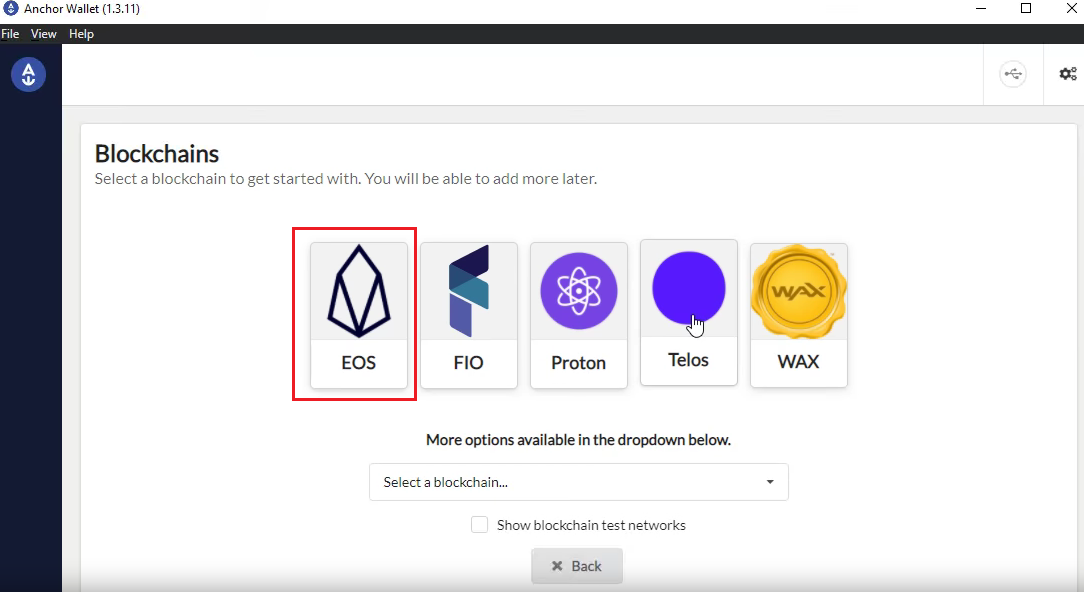 Anchor Wallet (1.3.11)
File View Help
Blockchains
Select a blockchain to get started with. You will be able to add more later.
WAX
EOS FIO Proton Telos WAX
More options available in the dropdown below.
Select a blockchain...
Show blockchain test networks
Back